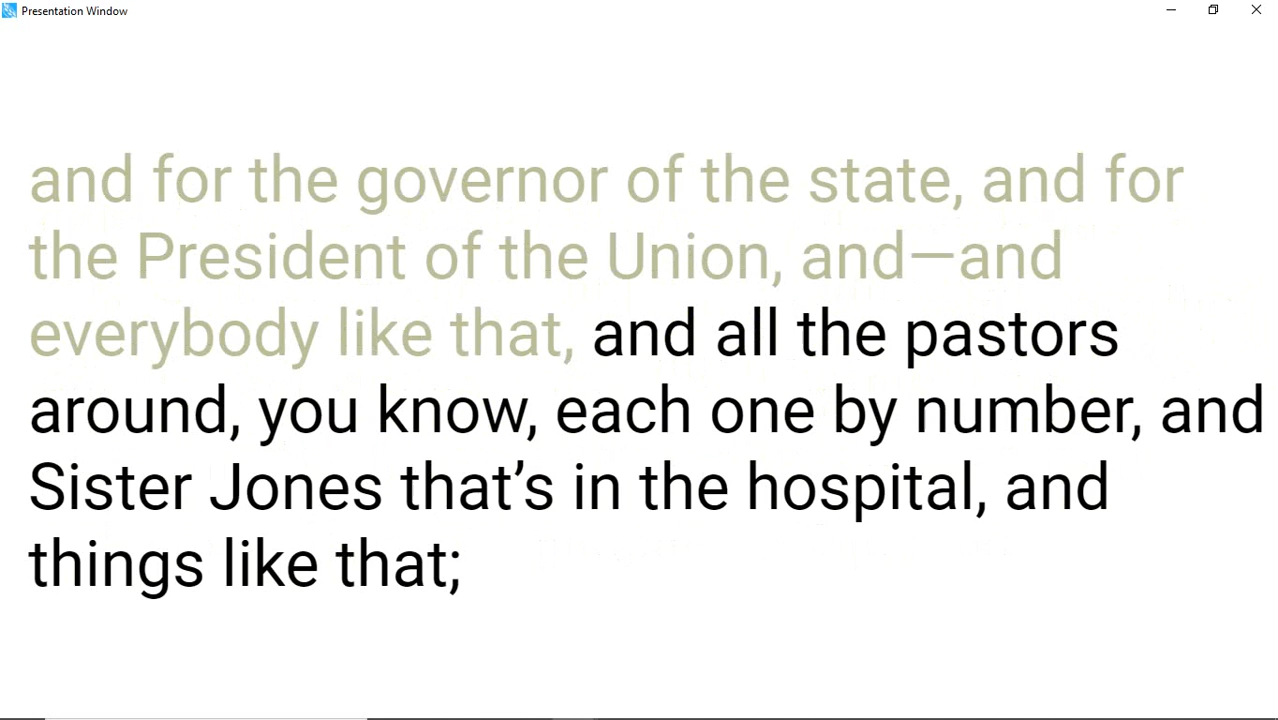 Presentation Window
and for the governor of the state, and for
the President of the Union, and—and
everybody like that, and all the pastors
around, you know, each one by number, and
Sister Jones that’s in the hospital, and
things like that;